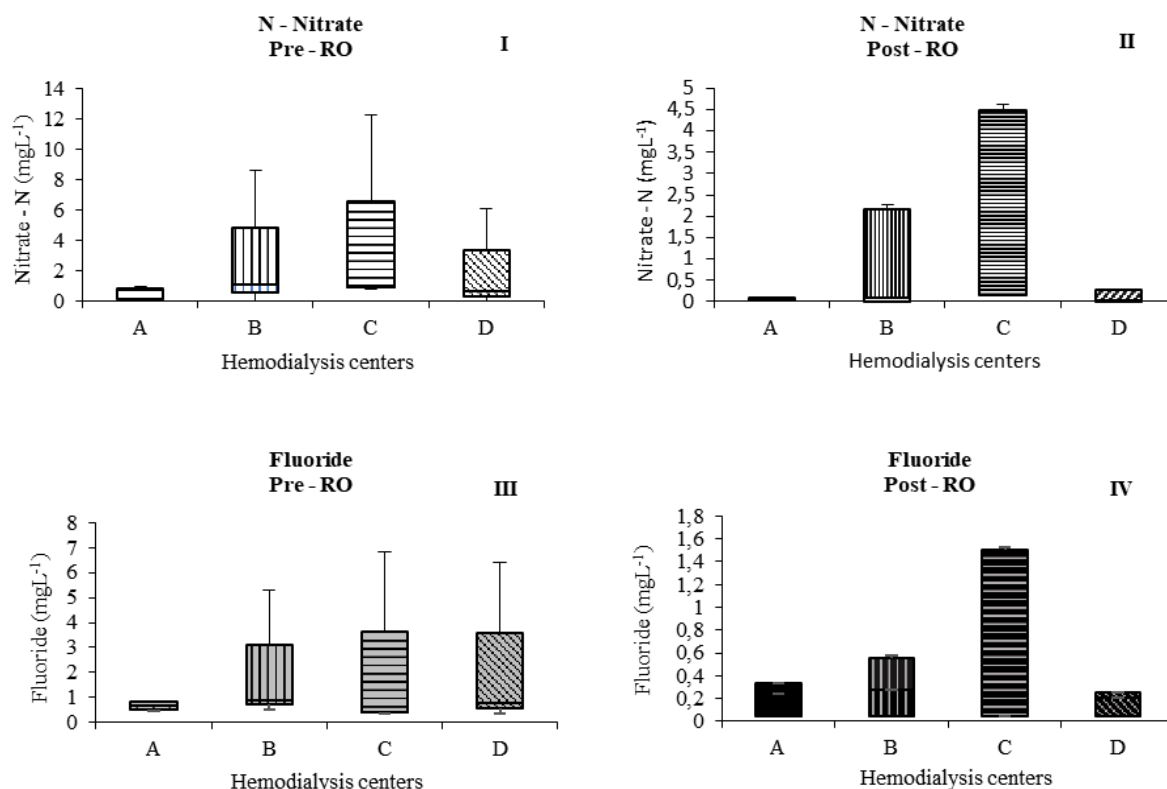 N - Nitrate
Pre - RO
I
Nitrate - N (mgL⁻¹)
14
12
10
8
6
4
2
0
A B C D
Hemodialysis centers
N - Nitrate
Post - RO
II
Nitrate - N (mgL⁻¹)
5
4,5
4
3,5
3
2,5
2
1,5
1
0,5
0
A B C D
Hemodialysis centers
Fluoride
Pre - RO
III
Fluoride (mgL⁻¹)
8
7
6
5
4
3
2
1
0
A B C D
Hemodialysis centers
Fluoride
Post - RO
IV
Fluoride (mgL⁻¹)
1,8
1,6
1,4
1,2
1
0,8
0,6
0,4
0,2
0
A B C D
Hemodialysis centers